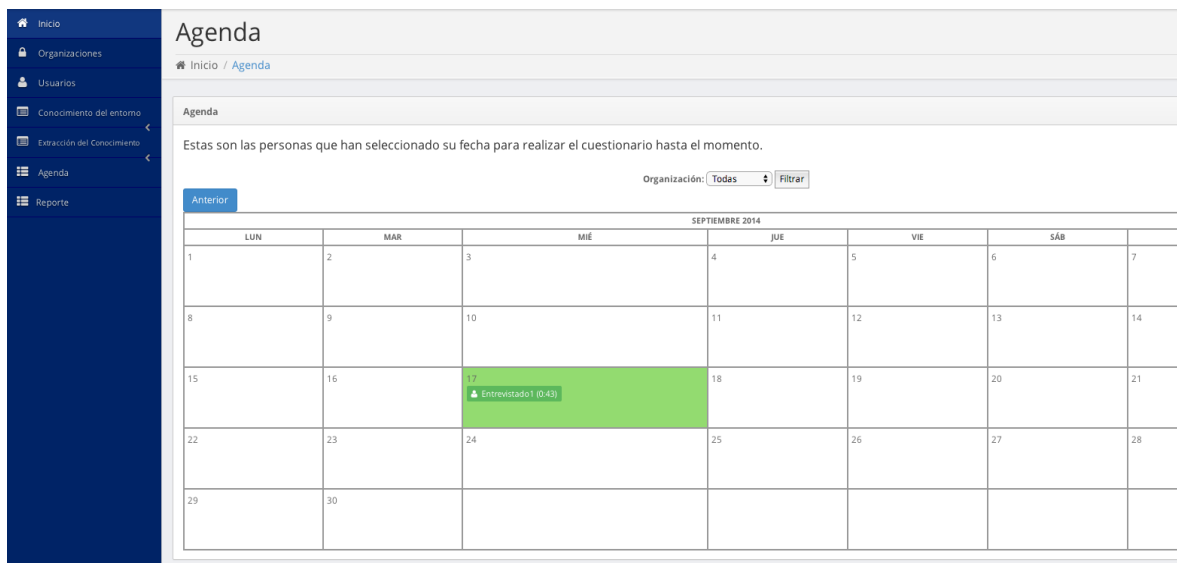 Inicio
Organizaciones
Usuarios
Conocimiento del entorno
Extracción del Conocimiento
Agenda
Reporte
Agenda
Inicio / Agenda
Agenda
Estas son las personas que han seleccionado su fecha para realizar el cuestionario hasta el momento.
Organización: Todas Filtrar
Anterior
SEPTIEMBRE 2014
LUN MAR MIÉ JUE VIE SÁB
1 2 3 4 5 6 7
8 9 10 11 12 13 14
15 16 17 18 19 20 21
Entrevistado1 (0:43)
22 23 24 25 26 27 28
29 30